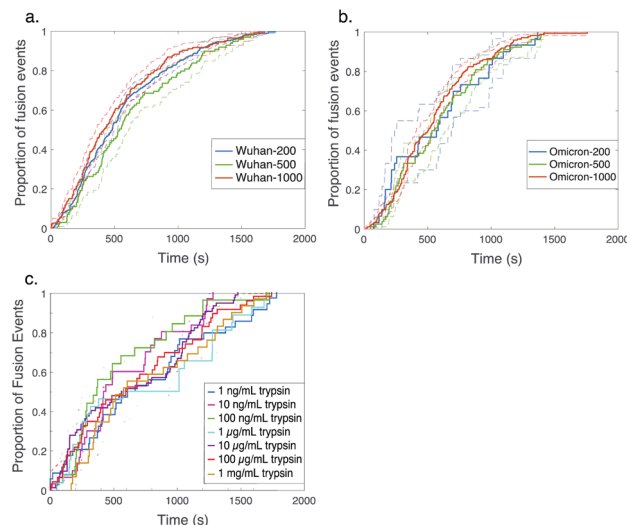 a.
Proportion of fusion events
1
0.8
0.6
0.4
0.2
0
0 500 1000 1500 2000
Time (s)
Wuhan-200
Wuhan-500
Wuhan-1000
b.
Proportion of fusion events
1
0.8
0.6
0.4
0.2
0
0 500 1000 1500 2000
Time (s)
Omicron-200
Omicron-500
Omicron-1000
c.
Proportion of Fusion Events
1
0.8
0.6
0.4
0.2
0
0 500 1000 1500 2000
Time (s)
1 ng/mL trypsin
10 ng/mL trypsin
100 ng/mL trypsin
1 µg/mL trypsin
10 µg/mL trypsin
100 µg/mL trypsin
1 mg/mL trypsin